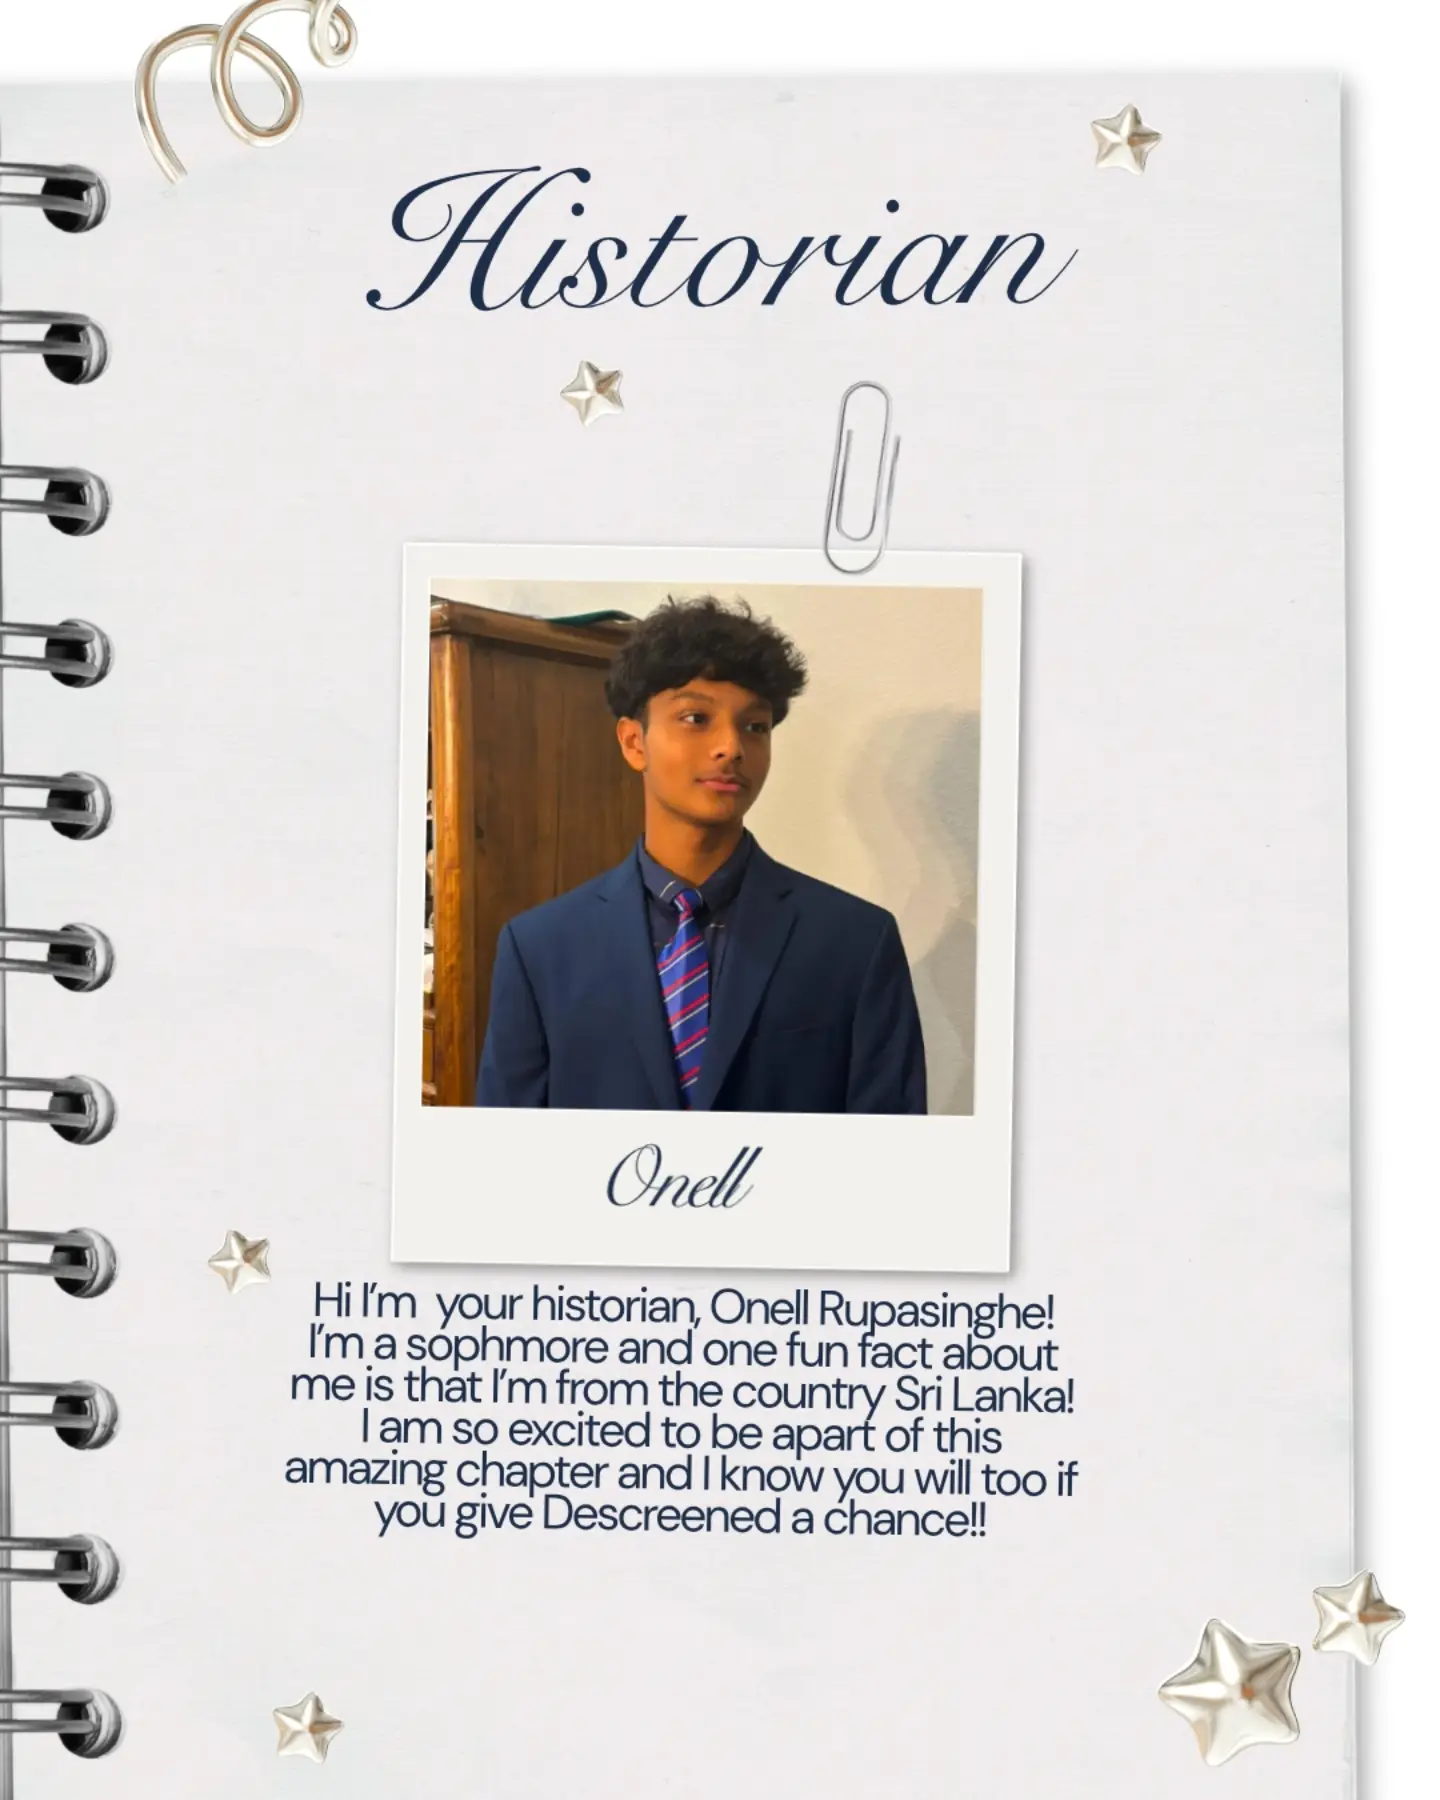 Historian
Onell
Hi I'm  your historian, Onell Rupasinghe!
I'm a sophmore and one fun fact about
me is that I'm from the country Sri Lanka!
I am so excited to be apart of this
amazing chapter and I know you will too if
you give Descreened a chance!!